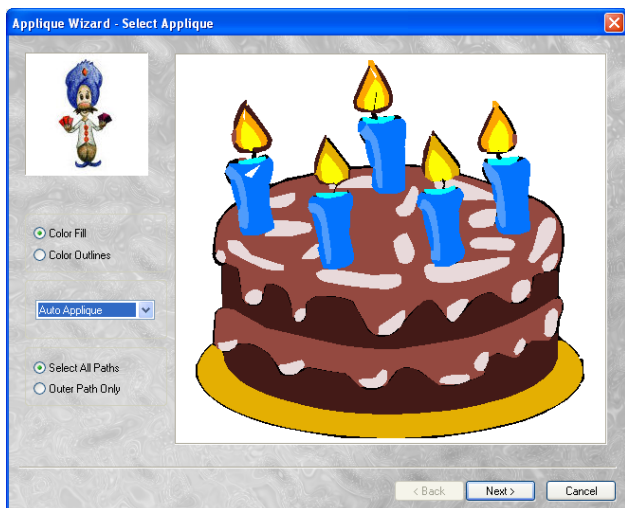 Applique Wizard - Select Applique
Color Fill
Color Outlines
Auto Applique
Select All Paths
Outer Path Only
< Back
Next >
Cancel